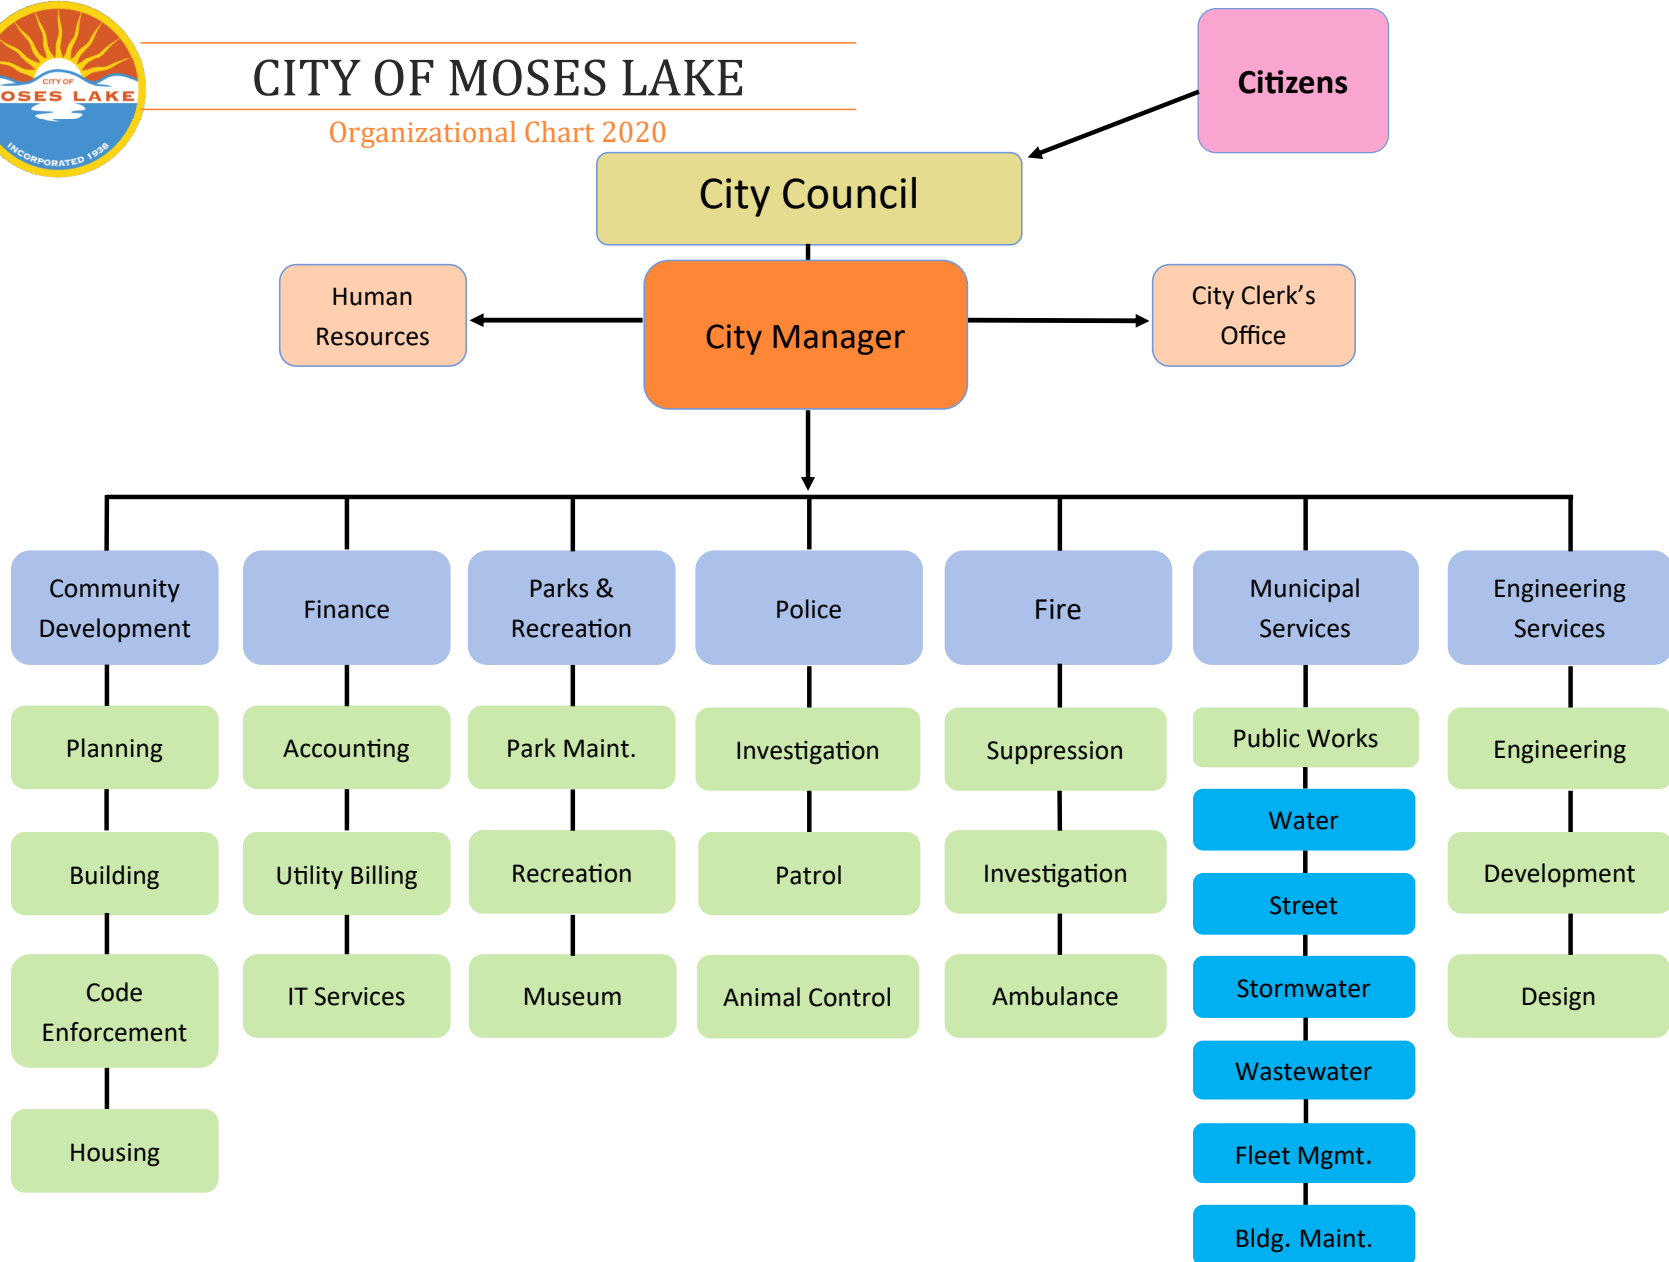 CITY OF
OSES LAKE
INCORPORATED 1938
CITY OF MOSES LAKE
Organizational Chart 2020
Citizens
City Council
Human
Resources
City Manager
City Clerk’s
Office
Community
Development
Finance
Parks &
Recreation
Police
Fire
Municipal
Services
Engineering
Services
Planning
Accounting
Park Maint.
Investigation
Suppression
Public Works
Engineering
Water
Building
Utility Billing
Recreation
Patrol
Investigation
Street
Development
Code
Enforcement
IT Services
Museum
Animal Control
Ambulance
Stormwater
Design
Wastewater
Housing
Fleet Mgmt.
Bldg. Maint.